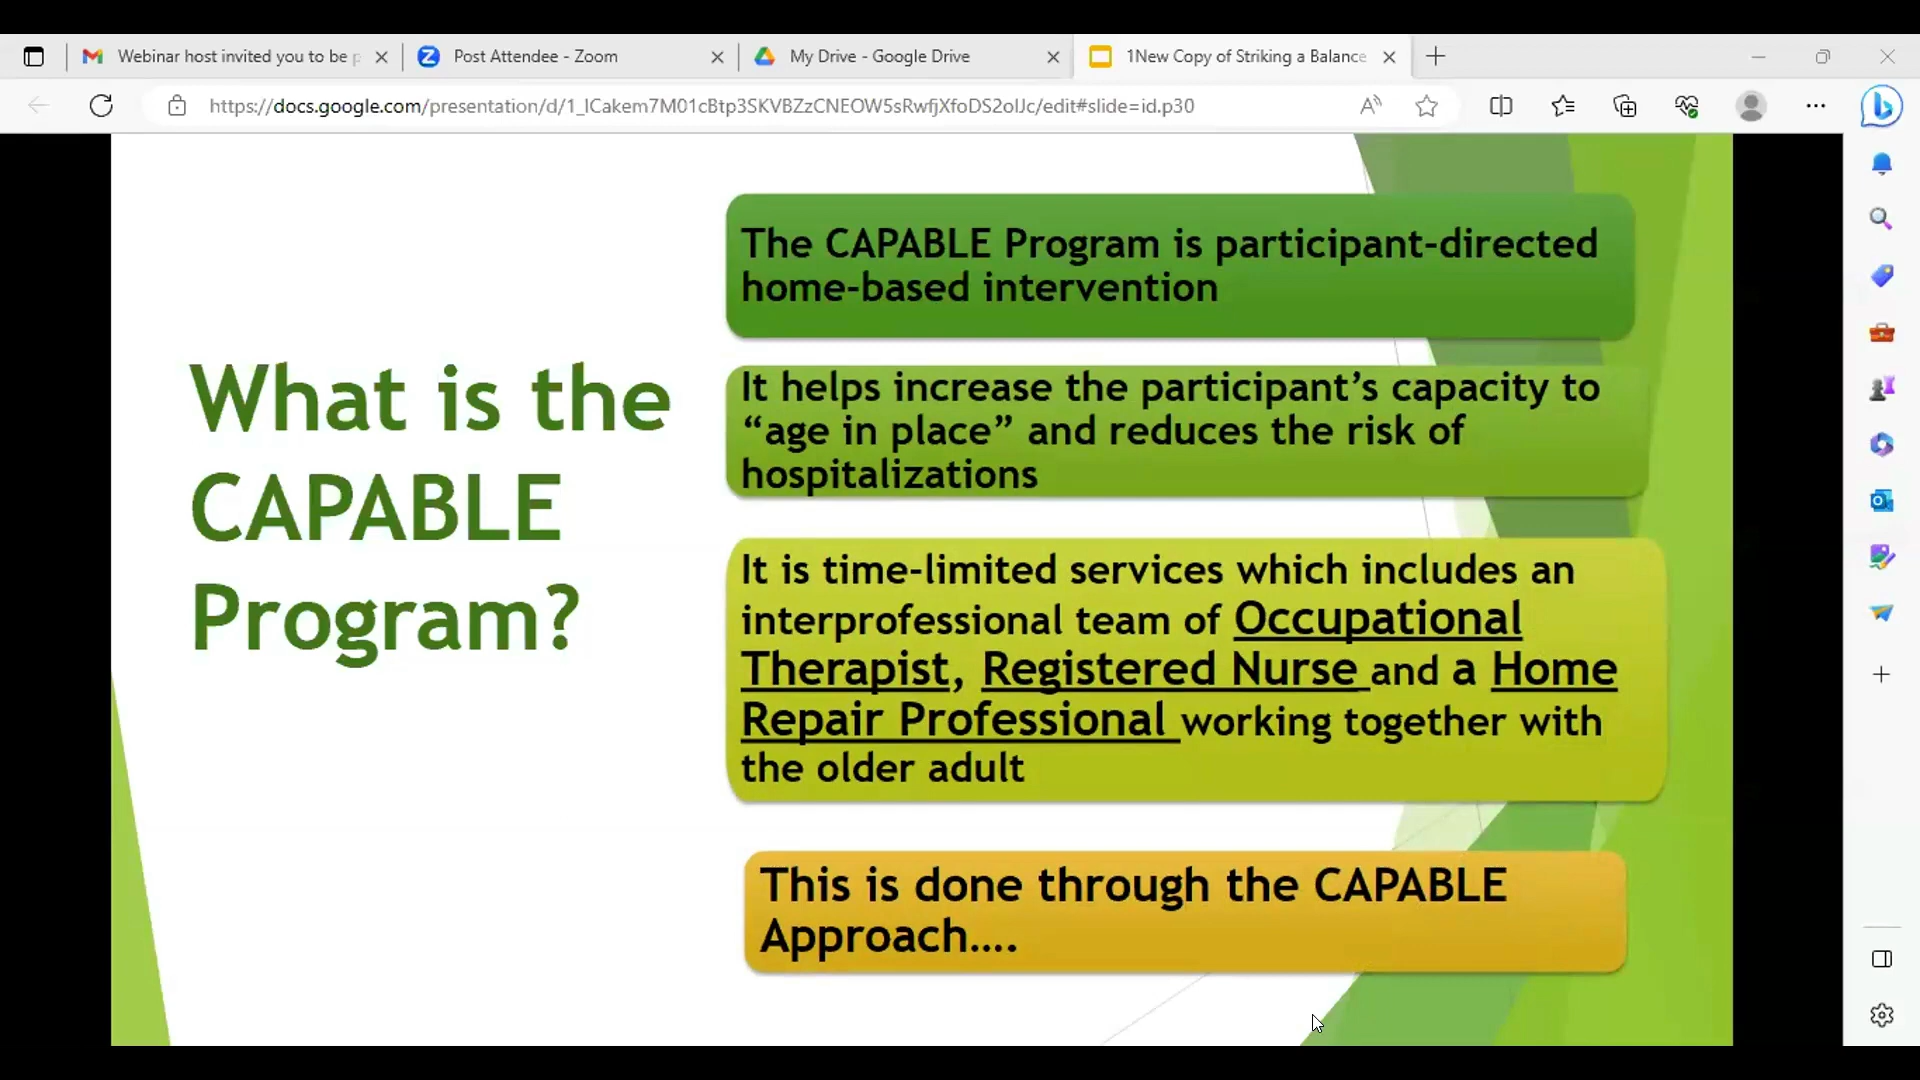 Webinar host invited you to be p
Post Attendee - Zoom
My Drive - Google Drive
1New Copy of Striking a Balance
https://docs.google.com/presentation/d/1_lCakem7M01cBtp3SKVBZzCNEOW5sRwfjXfoDS2olJc/edit#slide=id.p30
What is the
CAPABLE
Program?
The CAPABLE Program is participant-directed
home-based intervention
It helps increase the participant’s capacity to
“age in place” and reduces the risk of
hospitalizations
It is time-limited services which includes an
interprofessional team of Occupational
Therapist, Registered Nurse and a Home
Repair Professional working together with
the older adult
This is done through the CAPABLE
Approach....